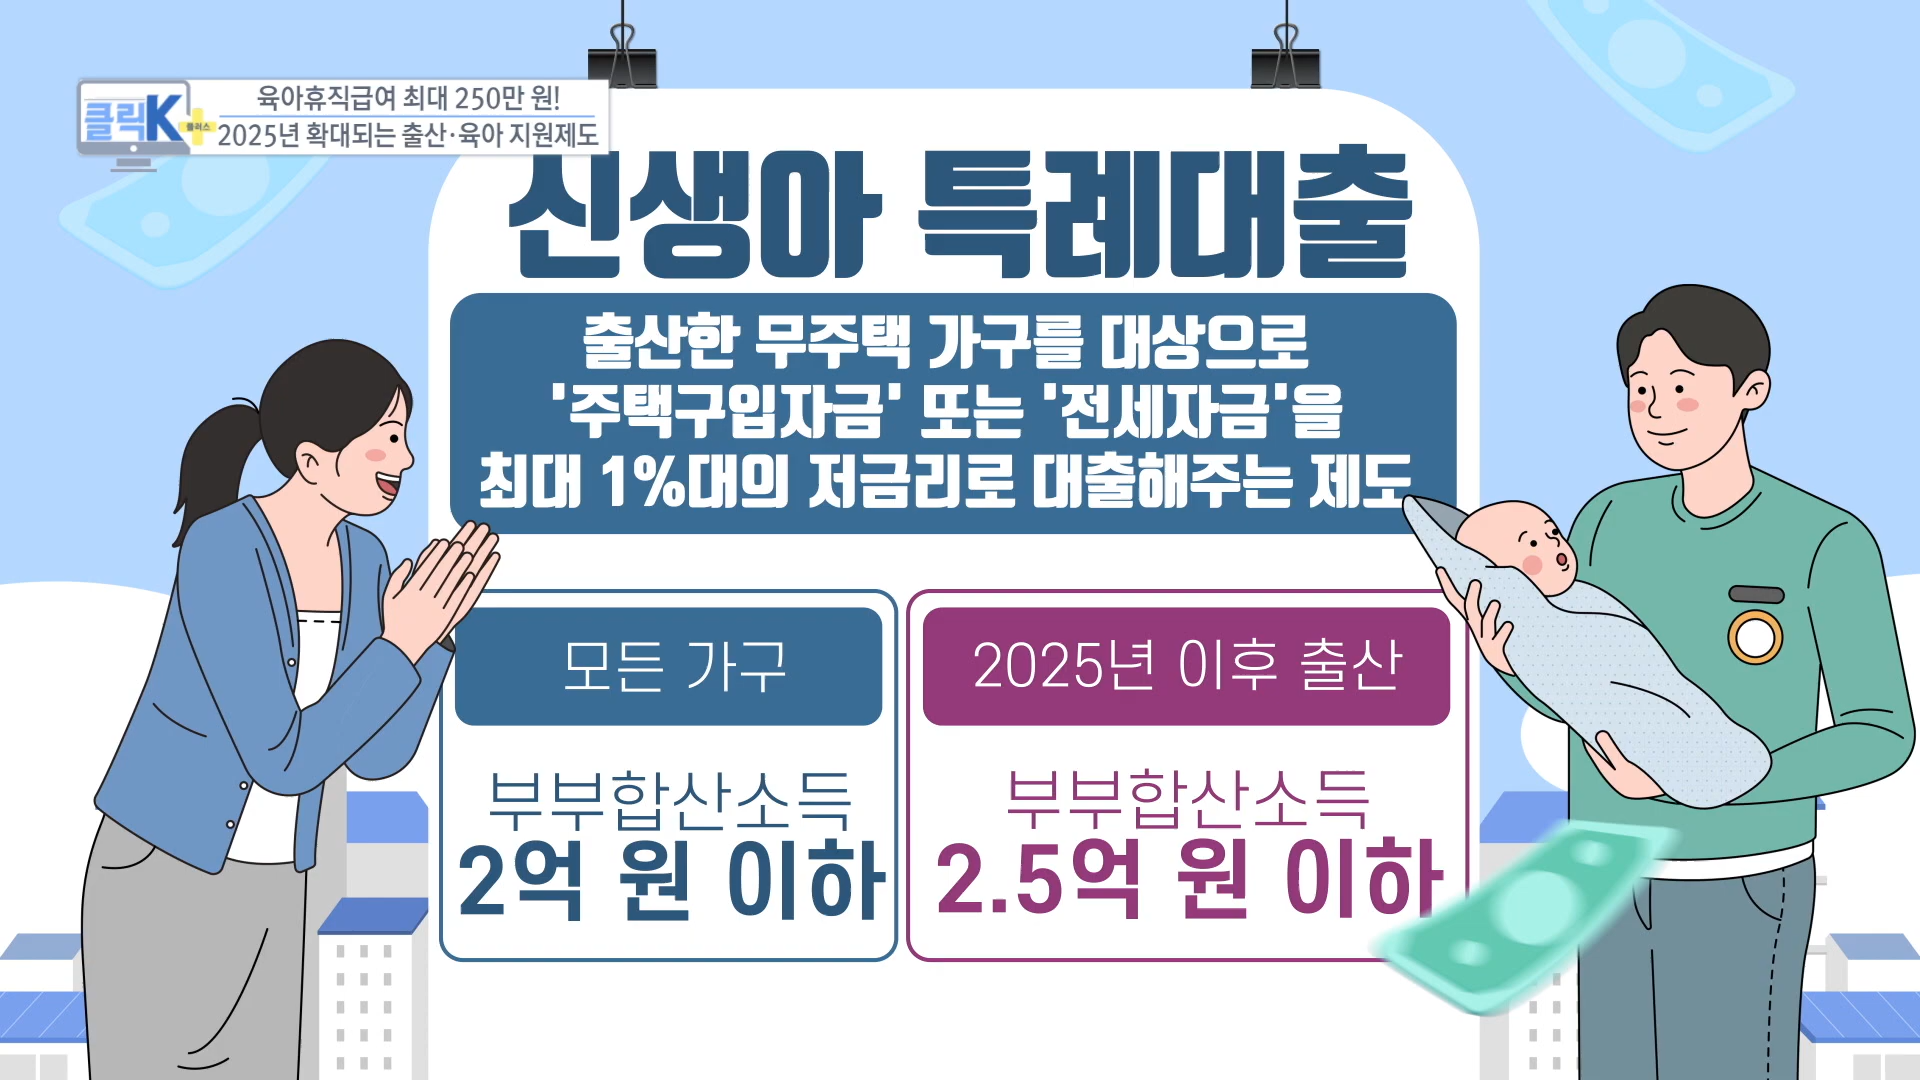 클릭K+
플러스
육아휴직급여 최대 250만 원!
2025년 확대되는 출산·육아 지원제도
신생아 특례대출
출산한 무주택 가구를 대상으로
'주택구입자금' 또는 '전세자금'을
최대 1%대의 저금리로 대출해주는 제도
모든 가구
부부합산소득
2억 원 이하
2025년 이후 출산
부부합산소득
2.5억 원 이하